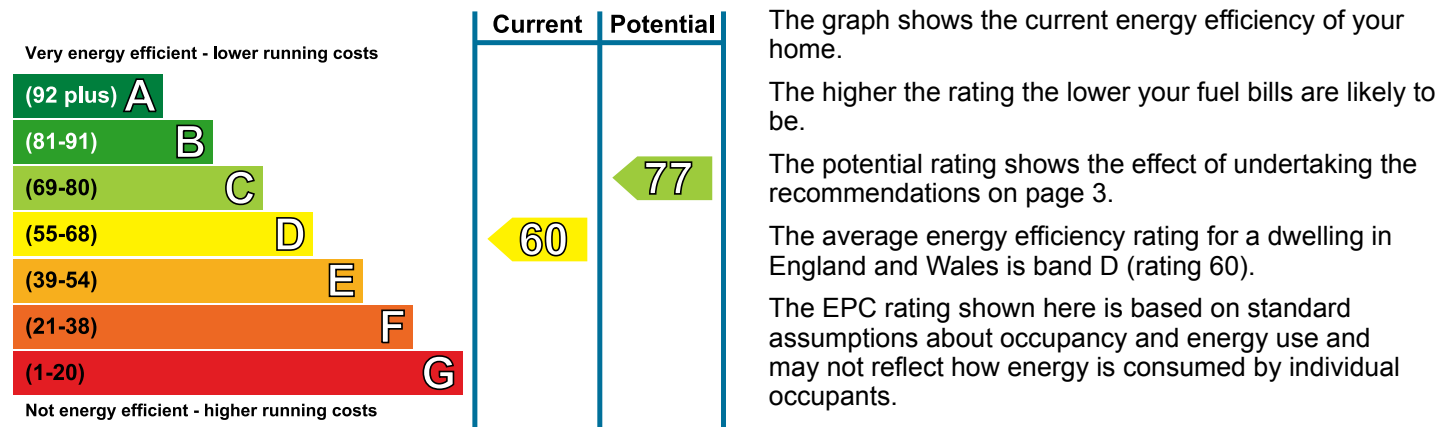 Current Potential
Very energy efficient - lower running costs
(92 plus) A
(81-91) B
(69-80) C
77
(55-68) D
60
(39-54) E
(21-38) F
(1-20) G
Not energy efficient - higher running costs
The graph shows the current energy efficiency of your
home.
The higher the rating the lower your fuel bills are likely to
be.
The potential rating shows the effect of undertaking the
recommendations on page 3.
The average energy efficiency rating for a dwelling in
England and Wales is band D (rating 60).
The EPC rating shown here is based on standard
assumptions about occupancy and energy use and
may not reflect how energy is consumed by individual
occupants.